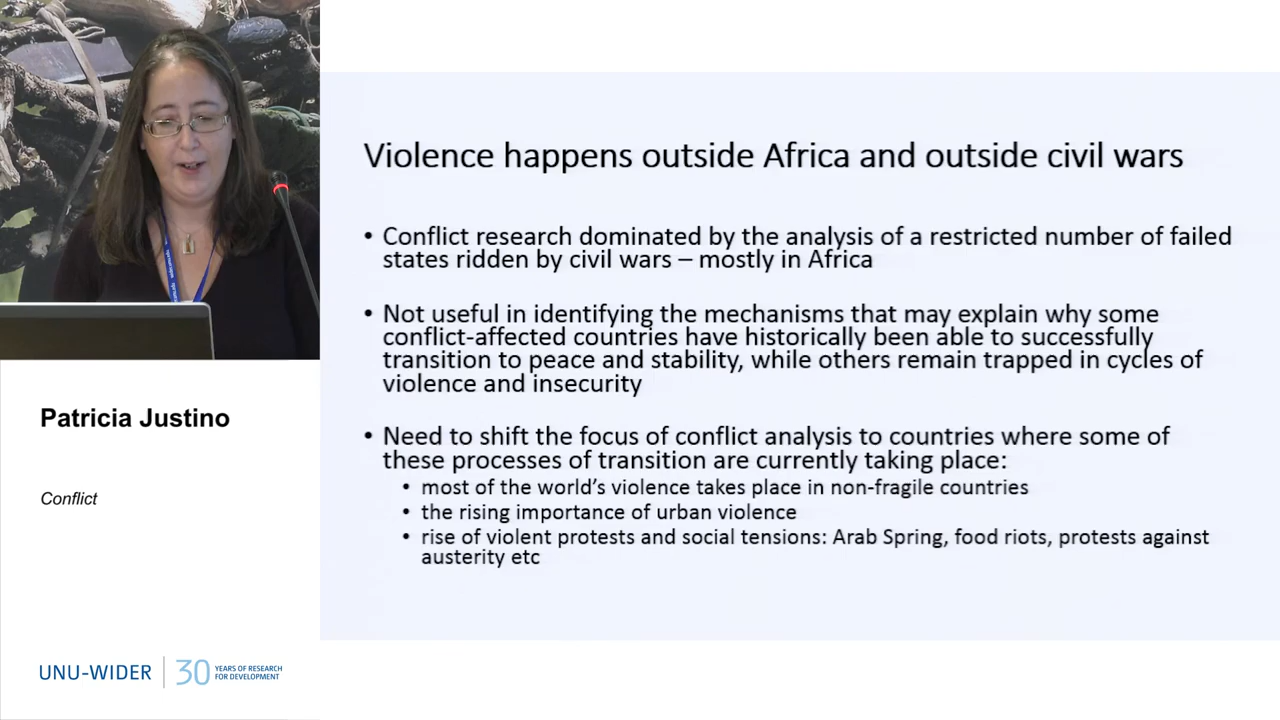 Violence happens outside Africa and outside civil wars
• Conflict research dominated by the analysis of a restricted number of failed
states ridden by civil wars – mostly in Africa
• Not useful in identifying the mechanisms that may explain why some
conflict-affected countries have historically been able to successfully
transition to peace and stability, while others remain trapped in cycles of
violence and insecurity
• Need to shift the focus of conflict analysis to countries where some of
these processes of transition are currently taking place:
• most of the world's violence takes place in non-fragile countries
• the rising importance of urban violence
• rise of violent protests and social tensions: Arab Spring, food riots, protests against
austerity etc
Patricia Justino
Conflict
UNU-WIDER
30
YEARS OF RESEARCH
FOR DEVELOPMENT